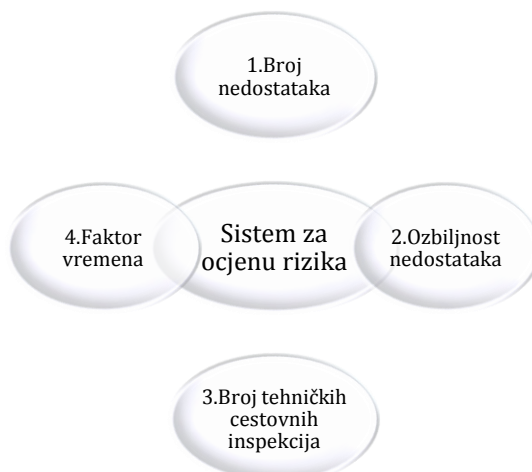 1.Broj
nedostataka
4.Faktor
vremena
Sistem za
ocjenu rizika
2.Ozbiljnost
nedostataka
3.Broj tehničkih
cestovnih
inspekcija